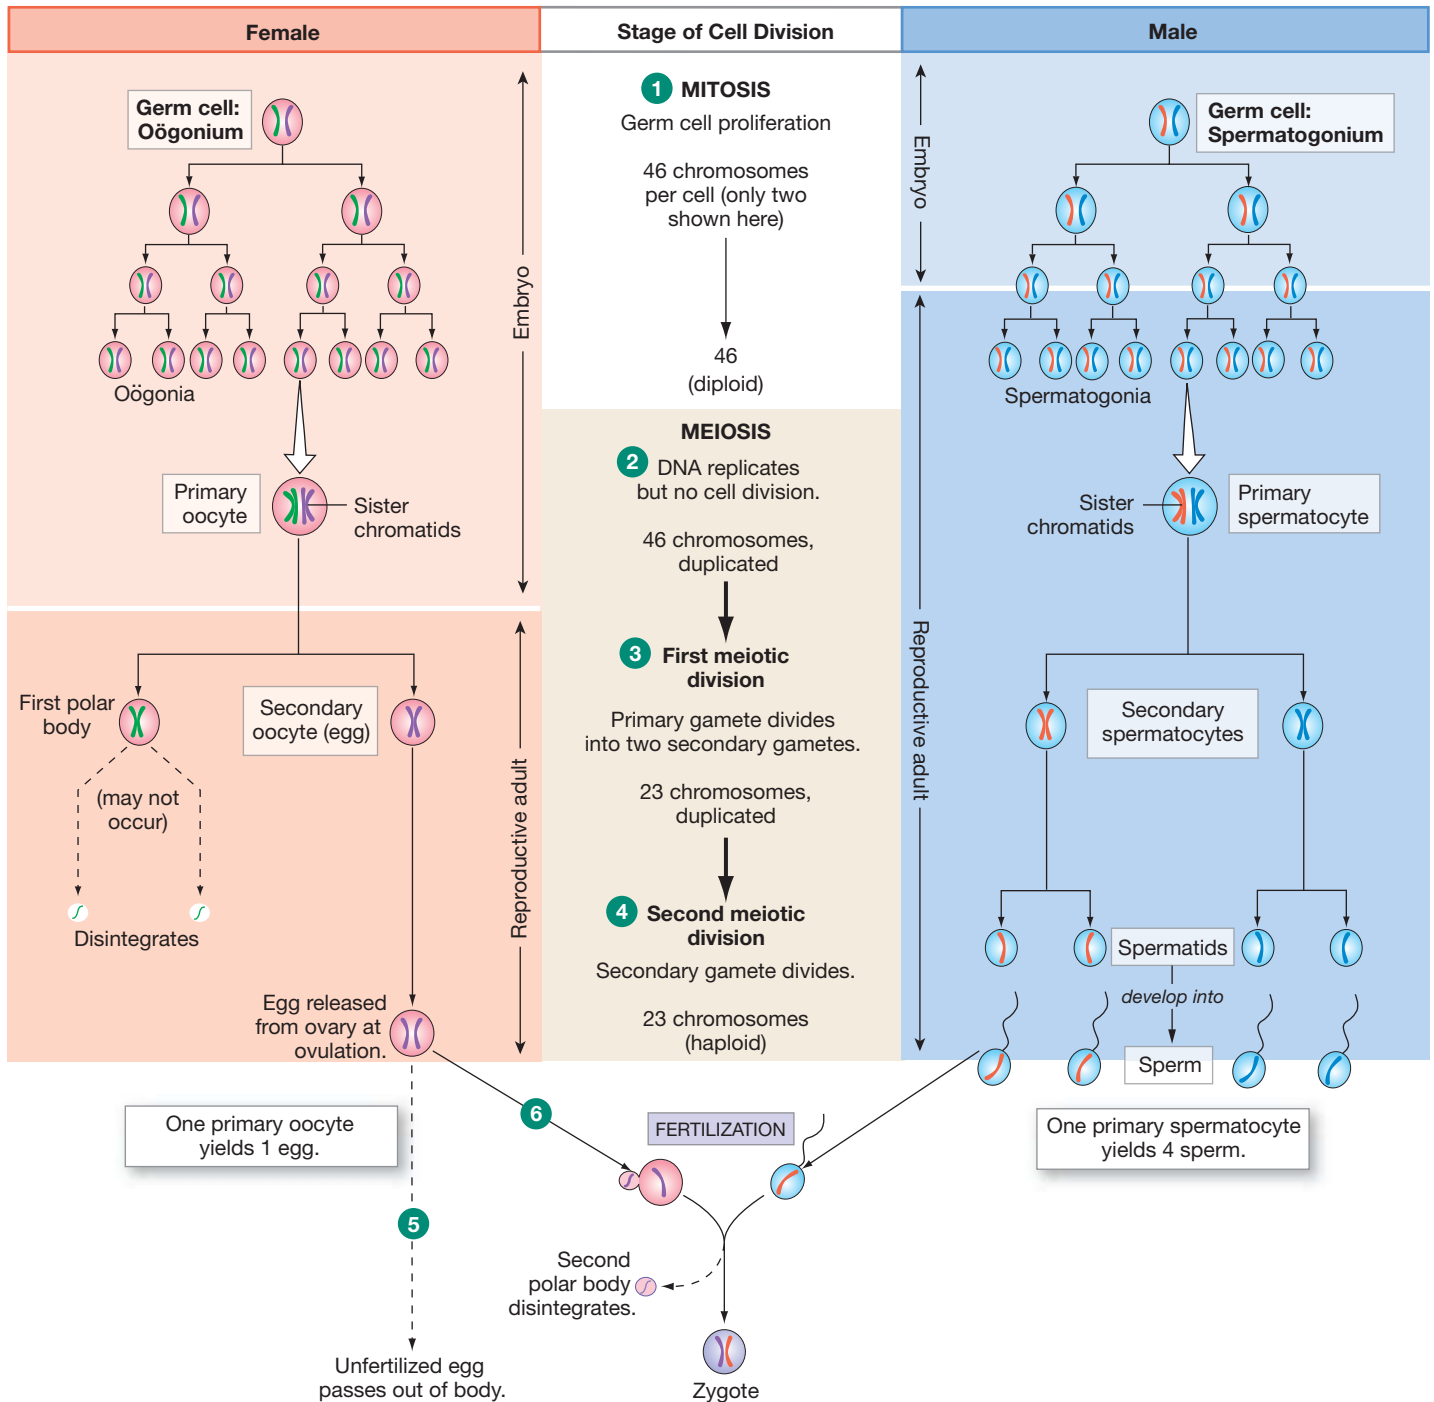 Female
Stage of Cell Division
Male
1 MITOSIS
Germ cell proliferation
46 chromosomes
per cell (only two
shown here)
46
(diploid)
Germ cell:
Oögonium
Embryo
Oögonia
Germ cell:
Spermatogonium
Embryo
Spermatogonia
MEIOSIS
2 DNA replicates
but no cell division.
46 chromosomes,
duplicated
Primary
oocyte
Sister
chromatids
Sister
chromatids
Primary
spermatocyte
3 First meiotic
division
Primary gamete divides
into two secondary gametes.
23 chromosomes,
duplicated
First polar
body
Secondary
oocyte (egg)
(may not
occur)
Disintegrates
Reproductive adult
Reproductive adult
Secondary
spermatocytes
4 Second meiotic
division
Secondary gamete divides.
23 chromosomes
(haploid)
Egg released
from ovary at
ovulation.
Spermatids
develop into
Sperm
One primary oocyte
yields 1 egg.
6
FERTILIZATION
One primary spermatocyte
yields 4 sperm.
5
Second
polar body
disintegrates.
Unfertilized egg
passes out of body.
Zygote